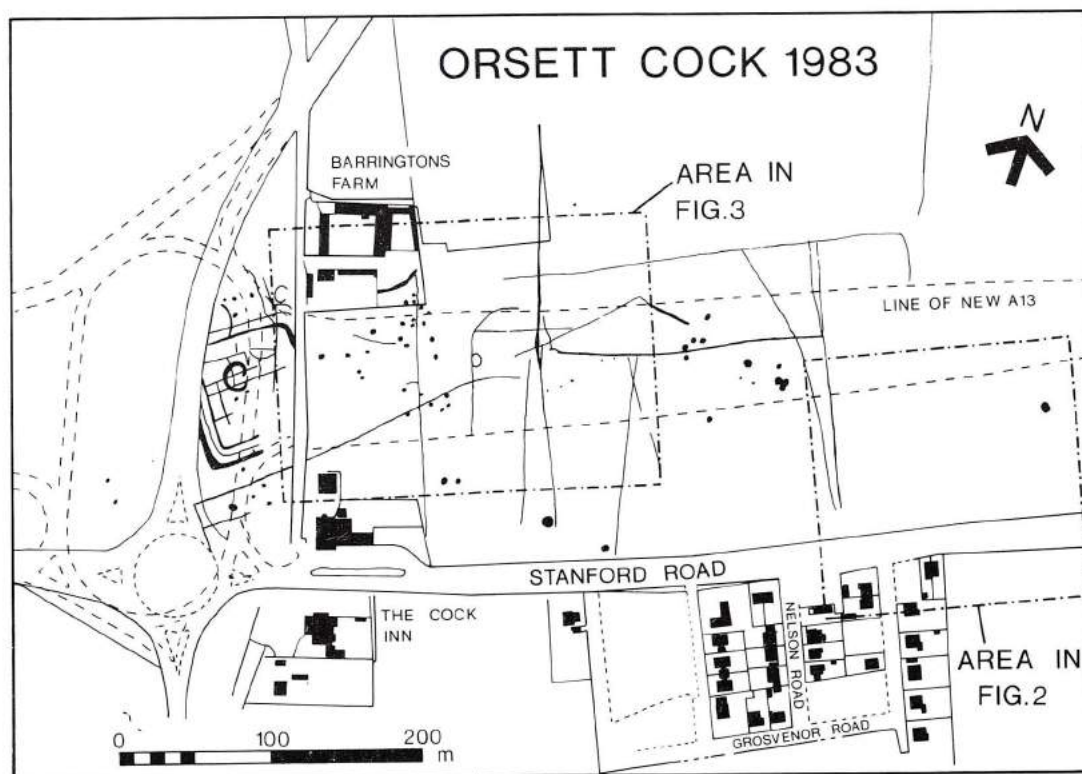 ORSETT COCK 1983
N
BARRINGTONS
FARM
AREA IN
FIG.3
LINE OF NEW A13
STANFORD ROAD
THE COCK
INN
NELSON ROAD
AREA IN
FIG.2
GROSVENOR ROAD
0 100 200
m